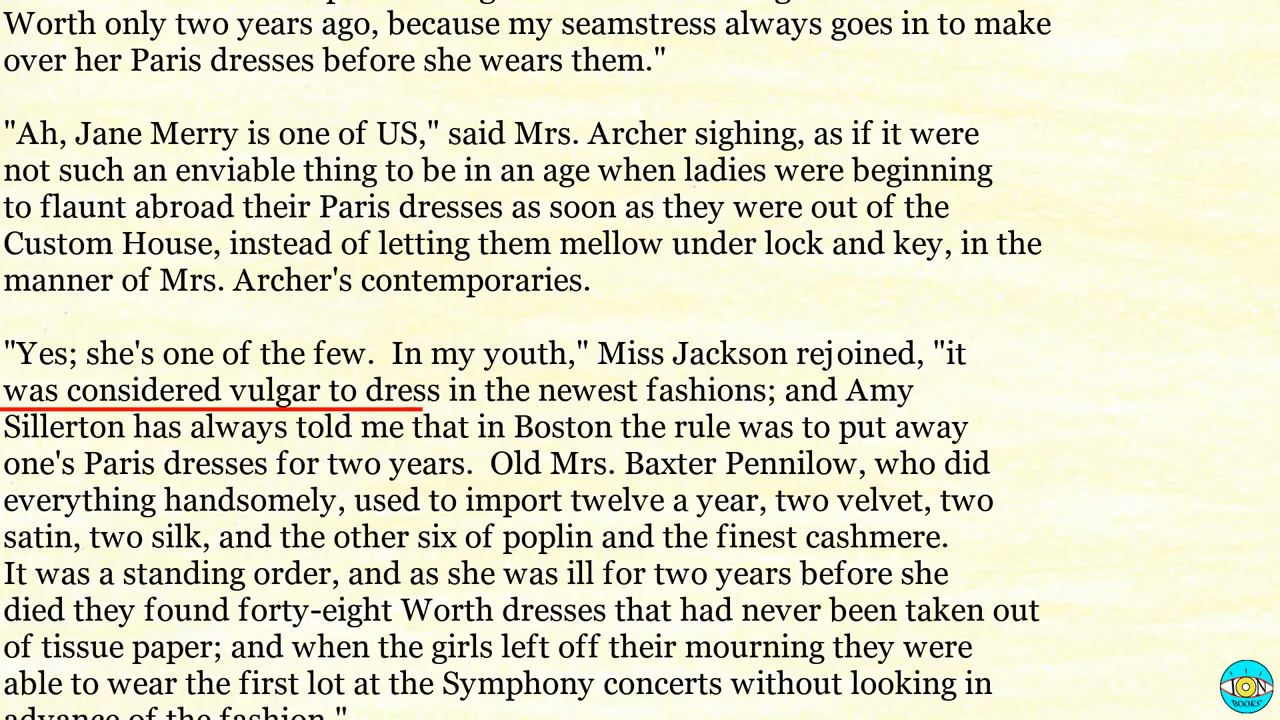 Worth only two years ago, because my seamstress always goes in to make
over her Paris dresses before she wears them."
"Ah, Jane Merry is one of US," said Mrs. Archer sighing, as if it were
not such an enviable thing to be in an age when ladies were beginning
to flaunt abroad their Paris dresses as soon as they were out of the
Custom House, instead of letting them mellow under lock and key, in the
manner of Mrs. Archer's contemporaries.
"Yes; she's one of the few.  In my youth," Miss Jackson rejoined, "it
was considered vulgar to dress in the newest fashions; and Amy
Sillerton has always told me that in Boston the rule was to put away
one's Paris dresses for two years.  Old Mrs. Baxter Pennilow, who did
everything handsomely, used to import twelve a year, two velvet, two
satin, two silk, and the other six of poplin and the finest cashmere.
It was a standing order, and as she was ill for two years before she
died they found forty-eight Worth dresses that had never been taken out
of tissue paper; and when the girls left off their mourning they were
able to wear the first lot at the Symphony concerts without looking in
advance of the fashion."
ION
BOOKS